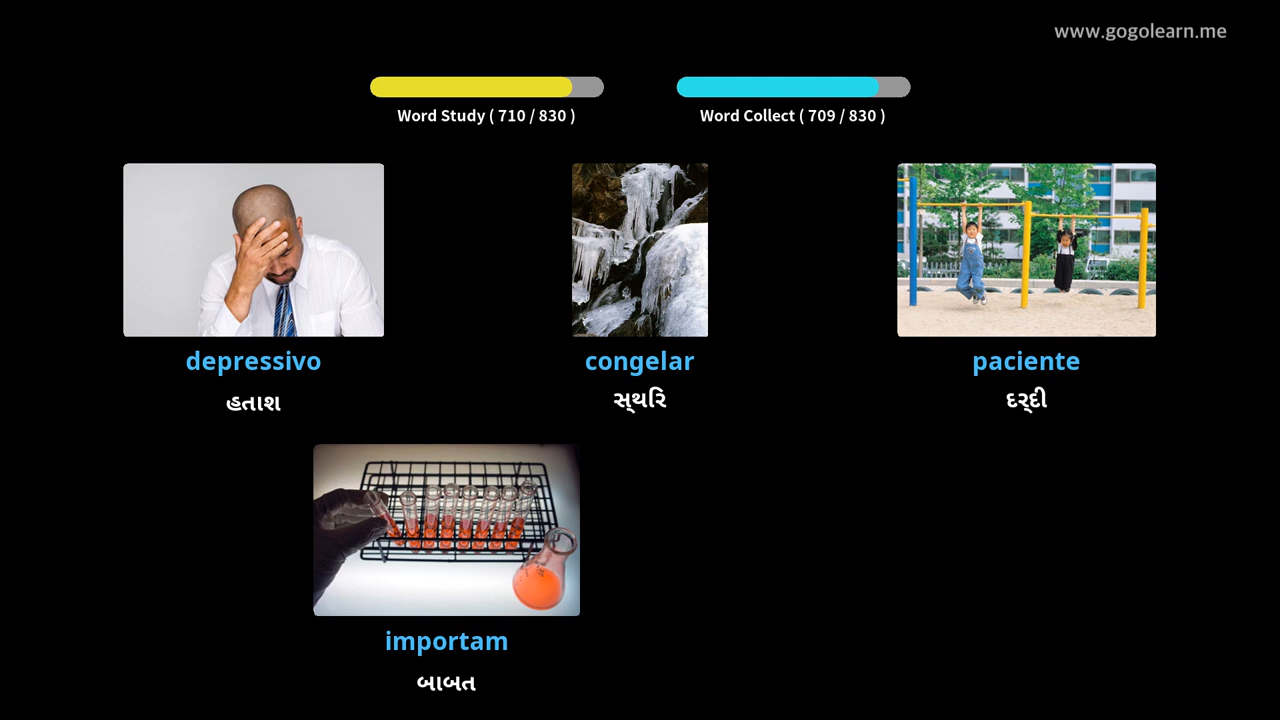 www.gogolearn.me
Word Study ( 710 / 830 )
Word Collect ( 709 / 830 )
depressivo
congelar
paciente
હતાશ
સ્થિર
દર્દી
importam
બાબત